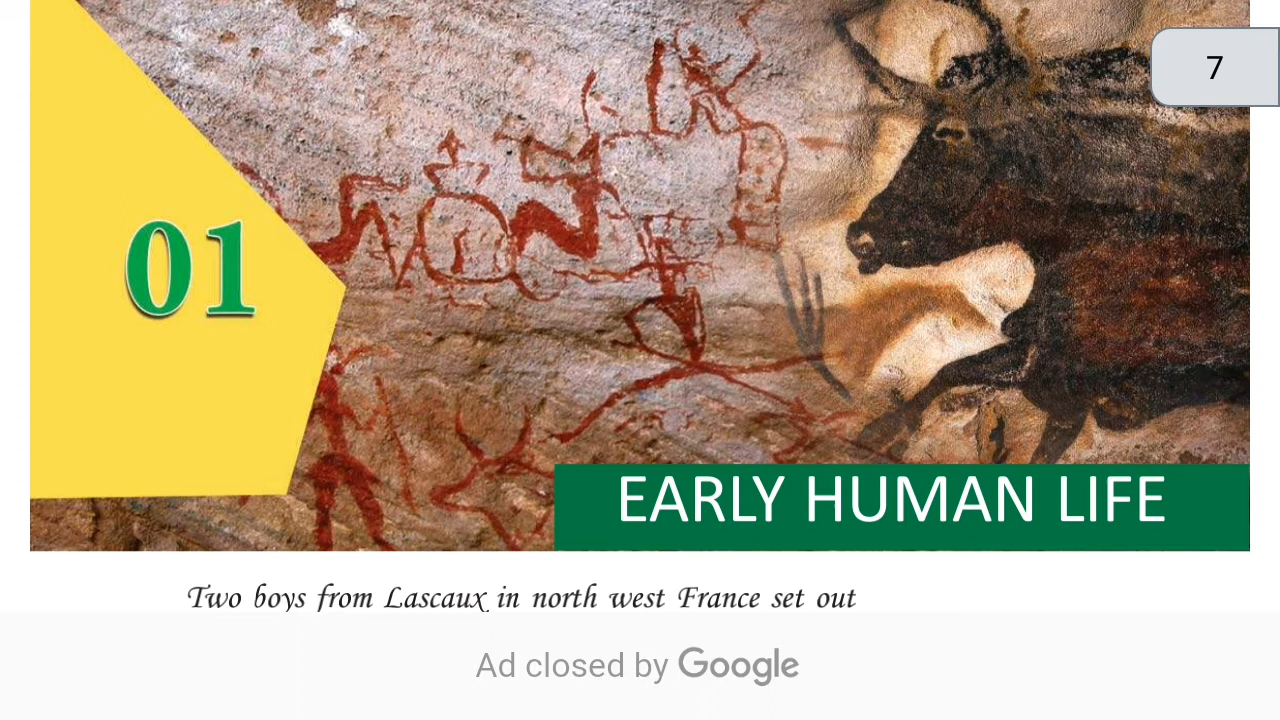 7
01
EARLY HUMAN LIFE
Two boys from Lascaux in north west France set out
Ad closed by Google